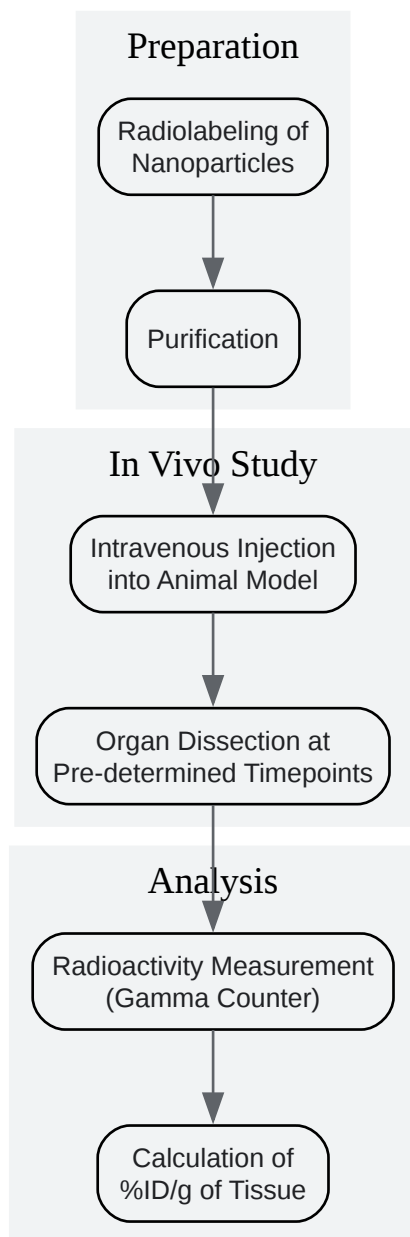 Preparation
Radiolabeling of
Nanoparticles
Purification
In Vivo Study
Intravenous Injection
into Animal Model
Organ Dissection at
Pre-determined Timepoints
Analysis
Radioactivity Measurement
(Gamma Counter)
Calculation of
%ID/g of Tissue